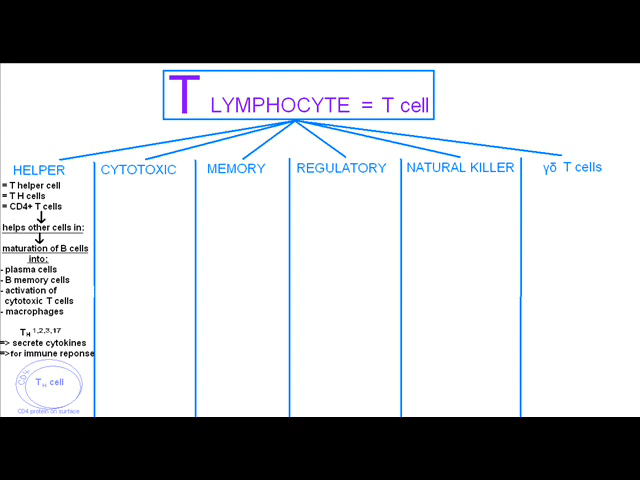 T LYMPHOCYTE = T cell
HELPER
CYTOTOXIC
MEMORY
REGULATORY
NATURAL KILLER
γδ T cells
= T helper cell
= T H cells
= CD4+ T cells
helps other cells in:
maturation of B cells
into:
- plasma cells
- B memory cells
- activation of
cytotoxic T cells
- macrophages
TH 1,2,3,17
=> secrete cytokines
=>for immune reponse
CD4
TH cell
CD4 protein on surface